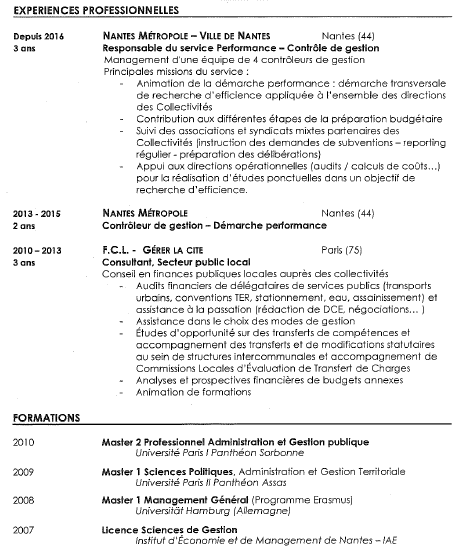 EXPERIENCES PROFESSIONNELLES
Depuis 2016 NANTES MÉTROPOLE – VILLE DE NANTES Nantes (44)
3 ans Responsable du service Performance – Contrôle de gestion
Management d'une équipe de 4 contrôleurs de gestion
Principales missions du service :
- Animation de la démarche performance : démarche transversale
de recherche d'efficience appliquée à l'ensemble des directions
des Collectivités
- Contribution aux différentes étapes de la préparation budgétaire
- Suivi des associations et syndicats mixtes partenaires des
Collectivités (instruction des demandes de subventions – reporting
régulier - préparation des délibérations)
- Appui aux directions opérationnelles (audits / calculs de coûts...)
pour la réalisation d'études ponctuelles dans un objectif de
recherche d'efficience.
2013 - 2015 NANTES MÉTROPOLE Nantes (44)
2 ans Contrôleur de gestion – Démarche performance
2010 – 2013 F.C.L. - GÉRER LA CITE Paris (75)
3 ans Consultant, Secteur public local
Conseil en finances publiques locales auprès des collectivités
- Audits financiers de délégataires de services publics (transports
urbains, conventions TER, stationnement, eau, assainissement) et
assistance à la passation (rédaction de DCE, négociations... )
- Assistance dans le choix des modes de gestion
- Études d'opportunité sur des transferts de compétences et
accompagnement des transferts et de modifications statutaires
au sein de structures intercommunales et accompagnement de
Commissions Locales d'Évaluation de Transfert de Charges
- Analyses et prospectives financières de budgets annexes
- Animation de formations
FORMATIONS
2010 Master 2 Professionnel Administration et Gestion publique
Université Paris I Panthéon Sorbonne
2009 Master 1 Sciences Politiques, Administration et Gestion Territoriale
Université Paris II Panthéon Assas
2008 Master 1 Management Général (Programme Erasmus)
Universität Hamburg (Allemagne)
2007 Licence Sciences de Gestion
Institut d'Économie et de Management de Nantes – IAE